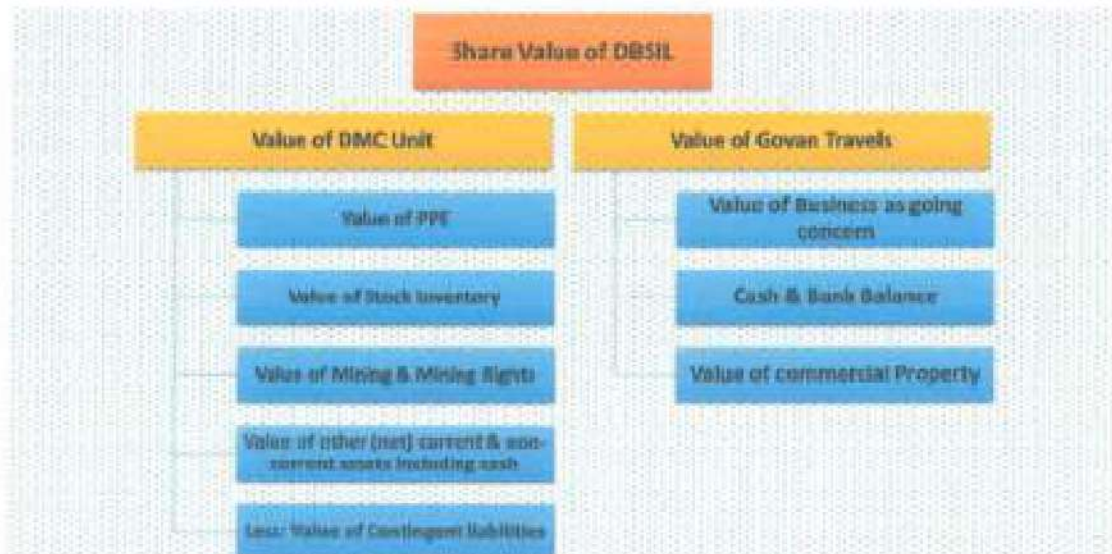 Share Value of DBSIL
Value of DMC Unit
Value of PPE
Value of Stock Inventory
Value of Mining & Mining Rights
Value of other (net) current & non-
current assets including cash
Less: Value of Contingent liabilities
Value of Govan Travels
Value of Business as going
concern
Cash & Bank Balance
Value of commercial Property